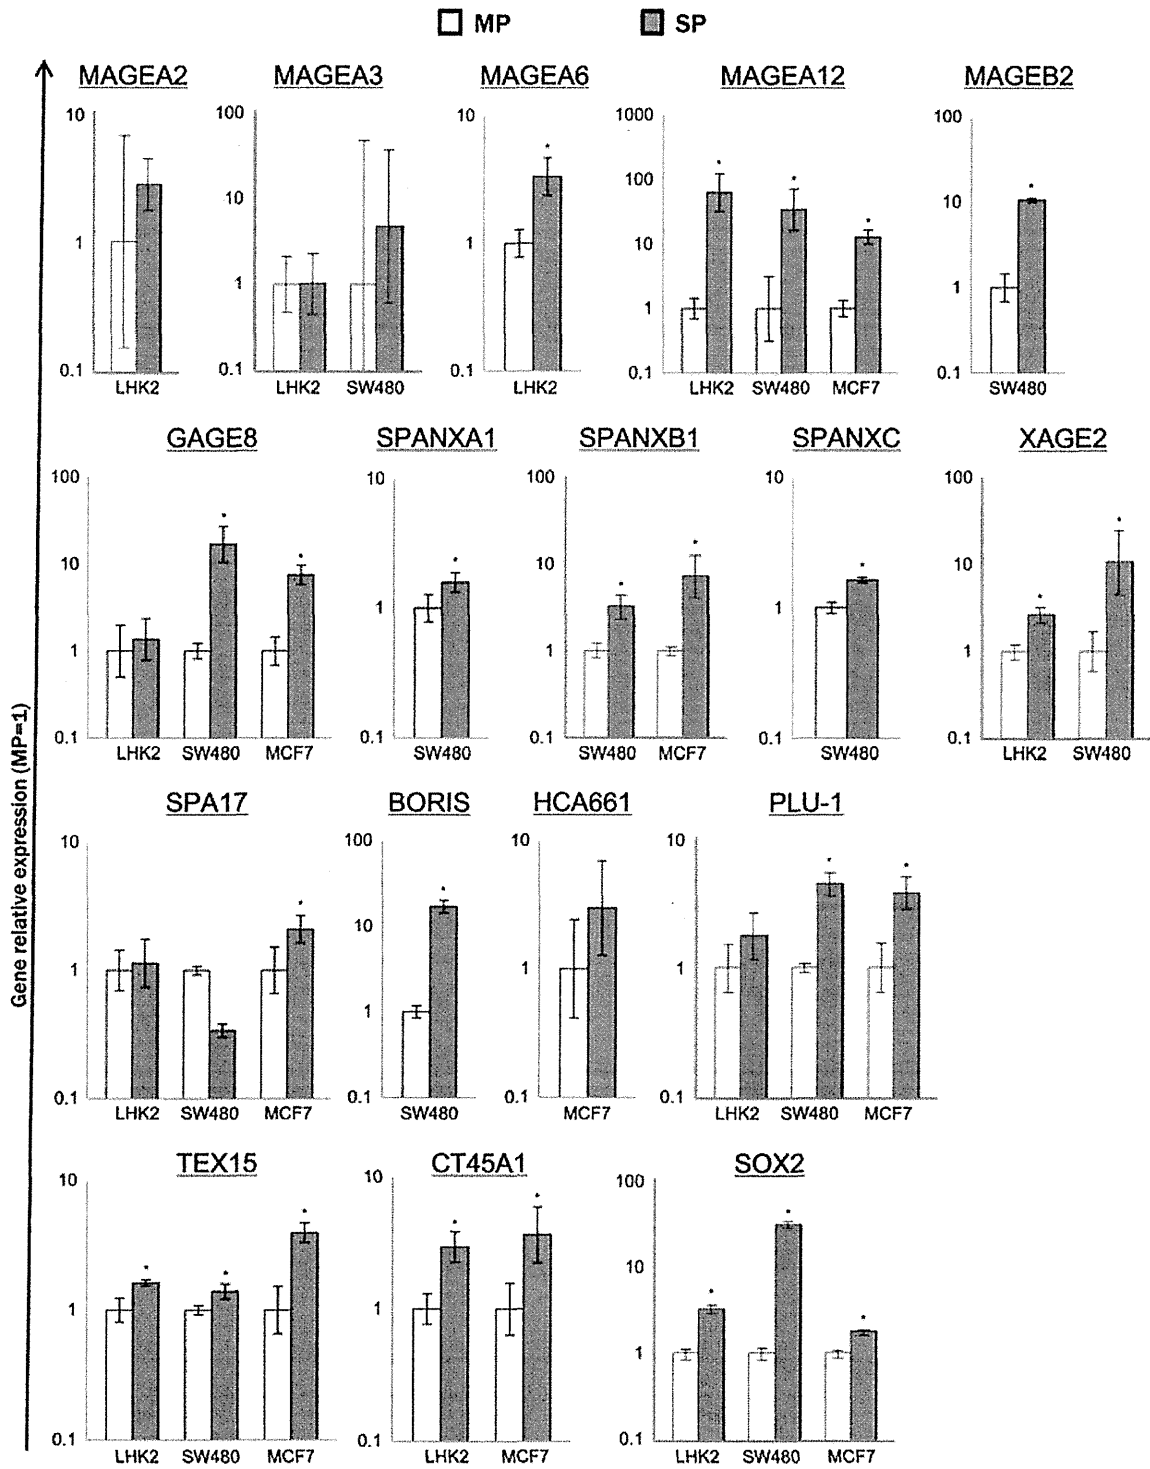 MP SP
MAGEA2 MAGEA3 MAGEA6 MAGEA12 MAGEB2
10 100 10 1000 100
100
10 10
1 1 10 1
1
0.1 0.1 0.1 0.1 0.1
LHK2 LHK2 SW480 LHK2 LHK2 SW480 MCF7 SW480
GAGE8 SPANXA1 SPANXB1 SPANXC XAGE2
100 10 100 10 100
10 10 10
1 1 1 1 1
0.1 0.1 0.1 0.1 0.1
LHK2 SW480 MCF7 SW480 SW480 MCF7 SW480 LHK2 SW480
Gene relative expression (MP=1)
SPA17 BORIS HCA661 PLU-1
10 100 10 10
10
1 1 1 1
0.1 0.1 0.1 0.1
LHK2 SW480 MCF7 SW480 MCF7 LHK2 SW480 MCF7
TEX15 CT45A1 SOX2
10 10 100
10
1 1 1
0.1 0.1 0.1
LHK2 SW480 MCF7 LHK2 MCF7 LHK2 SW480 MCF7